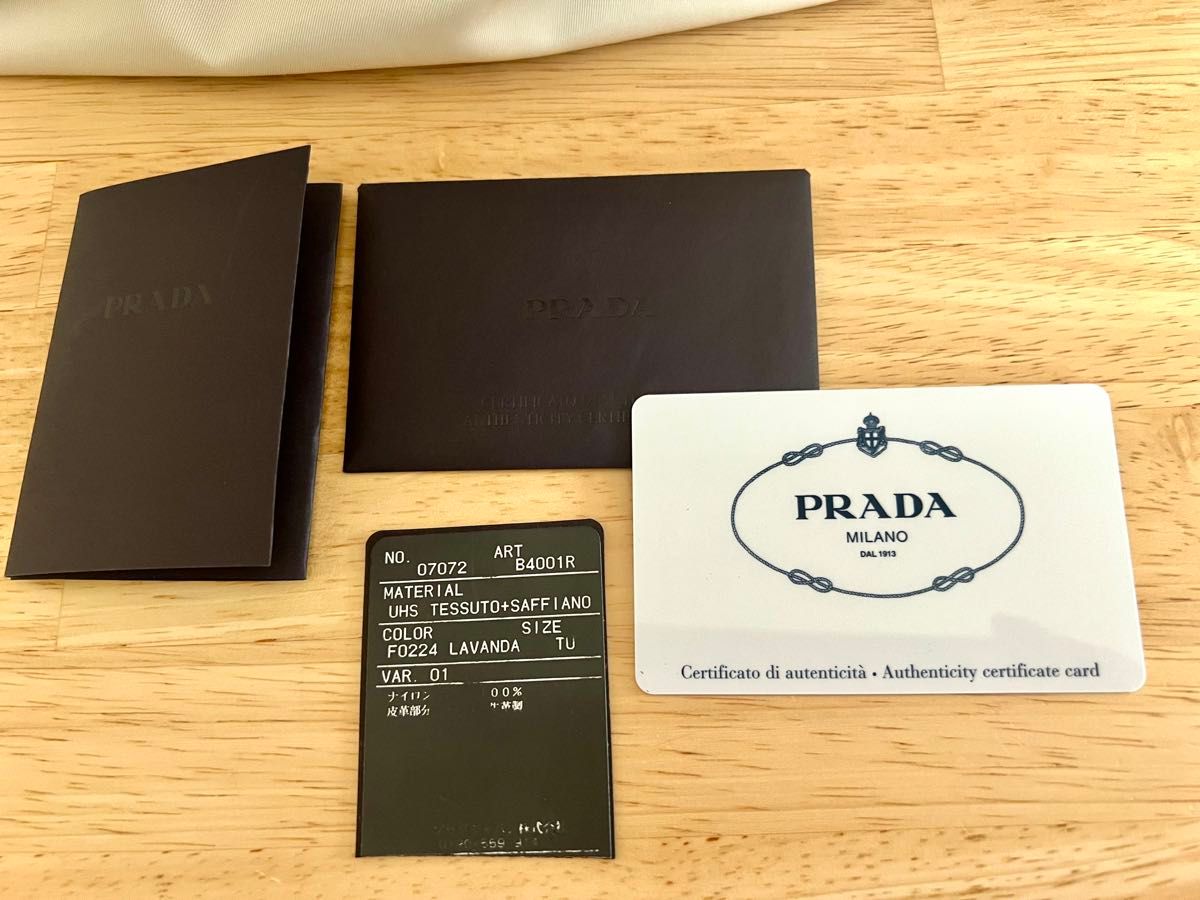 PRADA
PRADA
AUTHENTICITY
NO. 07072 ART B4001R
MATERIAL
UHS TESSUTO+SAFFIANO
COLOR SIZE
F0224 LAVANDA TU
VAR. 01
ナイロン 00%
皮革部分
PRADA
MILANO
DAL 1913
Certificato di autenticità • Authenticity certificate card